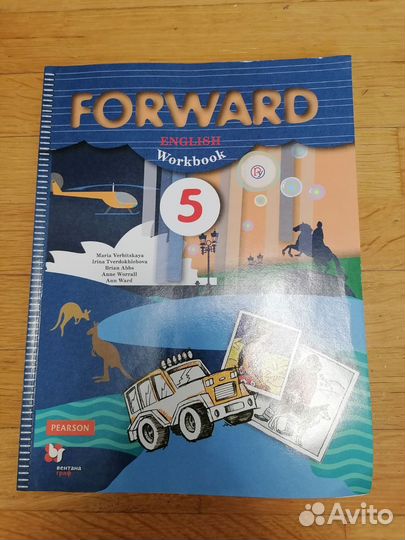 FORWARD
ENGLISH
Workbook
5
Maria Verbitskaya
Irina Tverdokhlebova
Brian Abbs
Anne Worrall
Ann Ward
PEARSON
вентана
граф
Avito